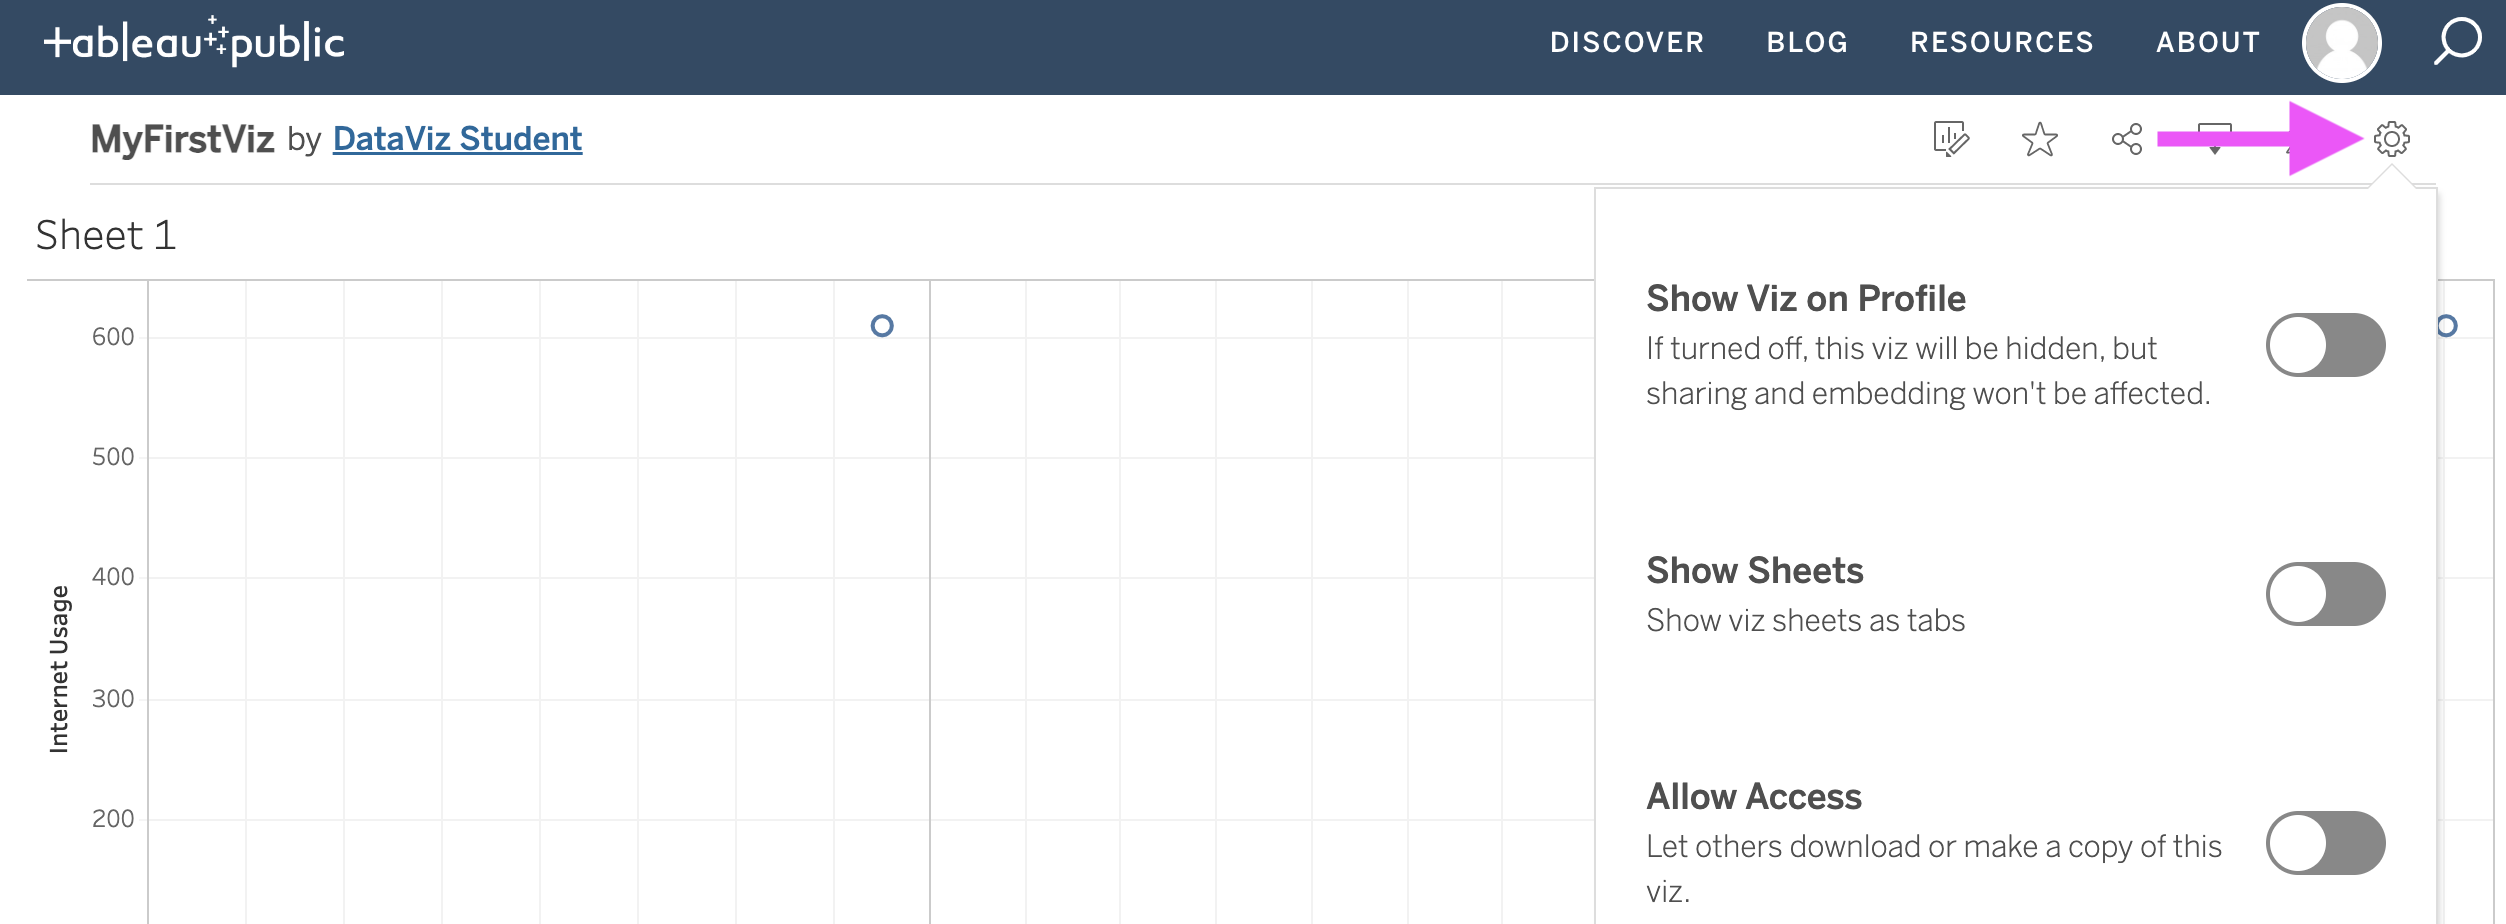 +ableau public
DISCOVER BLOG RESOURCES ABOUT
MyFirstViz by DataViz Student
Sheet 1
600
500
400
300
200
Internet Usage
Show Viz on Profile
If turned off, this viz will be hidden, but
sharing and embedding won't be affected.
Show Sheets
Show viz sheets as tabs
Allow Access
Let others download or make a copy of this
viz.